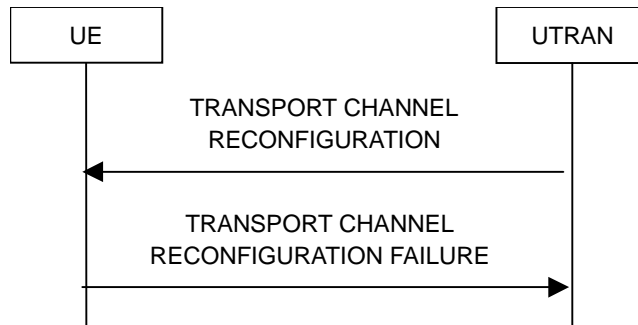 UE
UTRAN
TRANSPORT CHANNEL
RECONFIGURATION
TRANSPORT CHANNEL
RECONFIGURATION FAILURE